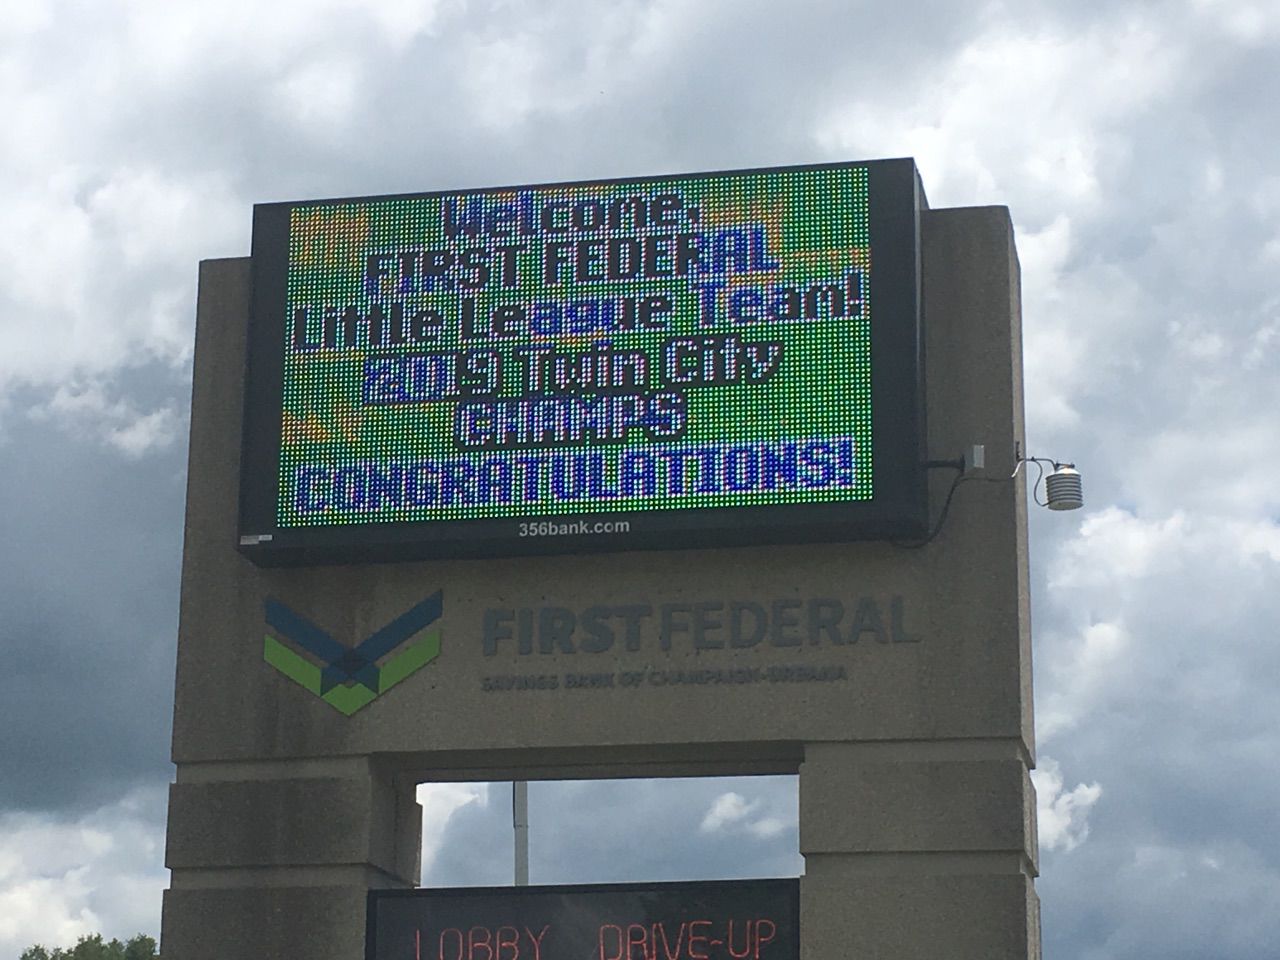 Welcome,
FIRST FEDERAL
Little League Team!
2019 Twin City
CHAMPS
CONGRATULATIONS!
356bank.com
FIRST FEDERAL
SAVINGS BANK OF CHAMPAIGN-URBANA
LOBBY DRIVE-UP